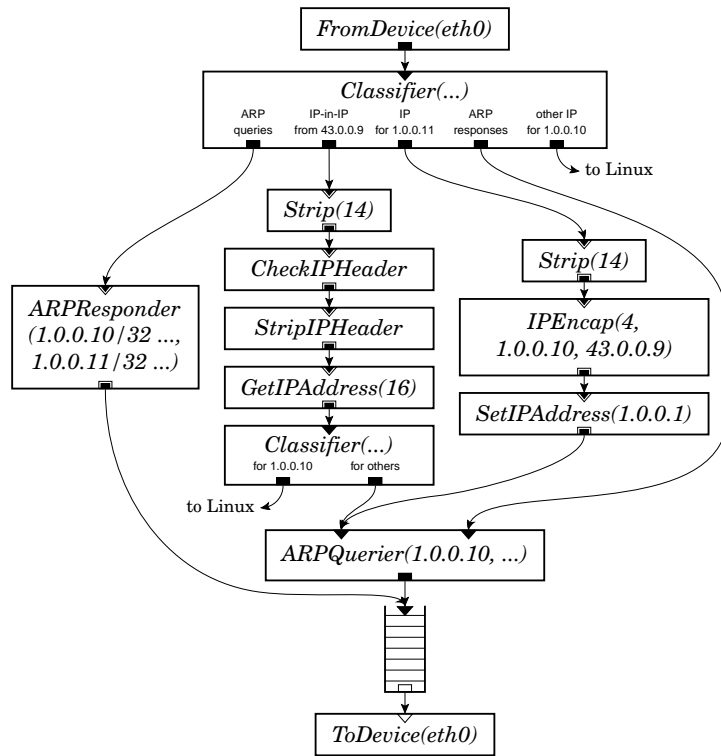 FromDevice(eth0)
Classifier(...)
ARP
queries
IP-in-IP
from 43.0.0.9
IP
for 1.0.0.11
ARP
responses
other IP
for 1.0.0.10
to Linux
Strip(14)
CheckIPHeader
StripIPHeader
GetIPAddress(16)
Classifier(...)
for 1.0.0.10
for others
to Linux
Strip(14)
IPEncap(4,
1.0.0.10, 43.0.0.9)
SetIPAddress(1.0.0.1)
ARPResponder
(1.0.0.10/32 ...,
1.0.0.11/32 ...)
ARPQuerier(1.0.0.10, ...)
ToDevice(eth0)